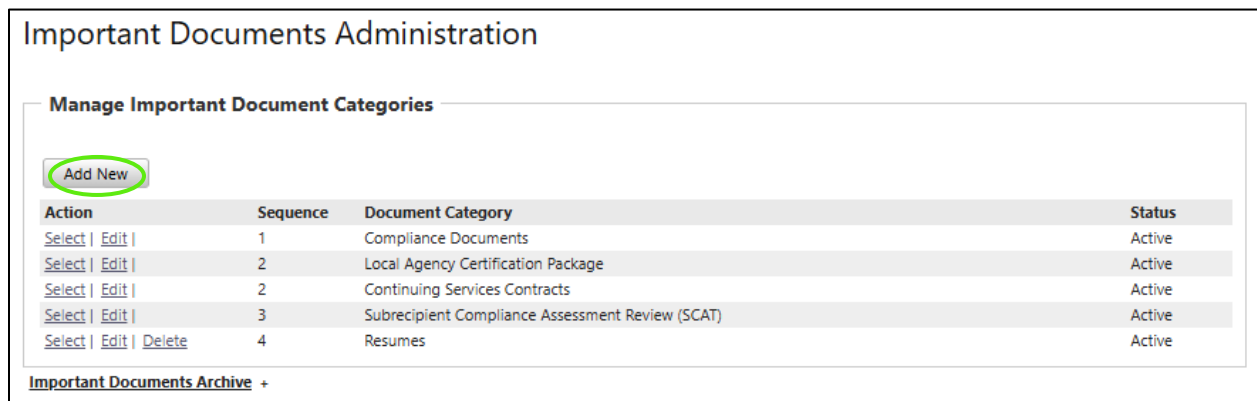 Important Documents Administration
Manage Important Document Categories
Add New
Action Sequence Document Category Status
Select | Edit | 1 Compliance Documents Active
Select | Edit | 2 Local Agency Certification Package Active
Select | Edit | 2 Continuing Services Contracts Active
Select | Edit | 3 Subrecipient Compliance Assessment Review (SCAT) Active
Select | Edit | Delete 4 Resumes Active
Important Documents Archive +